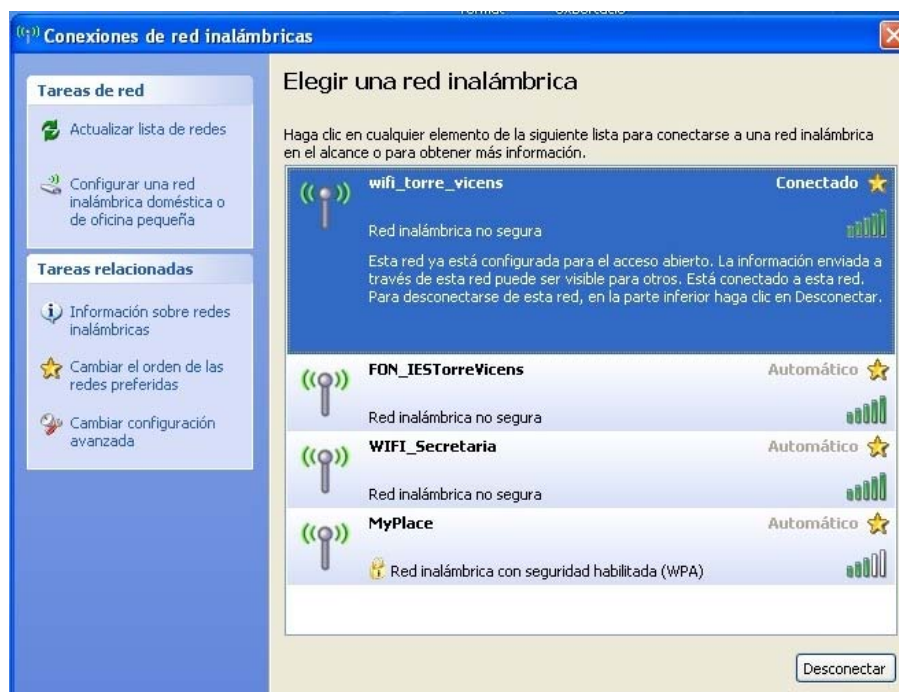 Conexiones de red inalámbricas
Tareas de red
Actualizar lista de redes
Configurar una red
inalámbrica doméstica o
de oficina pequeña
Tareas relacionadas
Información sobre redes
inalámbricas
Cambiar el orden de las
redes preferidas
Cambiar configuración
avanzada
Elegir una red inalámbrica
Haga clic en cualquier elemento de la siguiente lista para conectarse a una red inalámbrica
en el alcance o para obtener más información.
wifi_torre_vicens Conectado
Red inalámbrica no segura
Esta red ya está configurada para el acceso abierto. La información enviada a
través de esta red puede ser visible para otros. Está conectado a esta red.
Para desconectarse de esta red, en la parte inferior haga clic en Desconectar.
FON_IESTorreVicens Automático
Red inalámbrica no segura
WIFI_Secretaria Automático
Red inalámbrica no segura
MyPlace Automático
Red inalámbrica con seguridad habilitada (WPA)
Desconectar